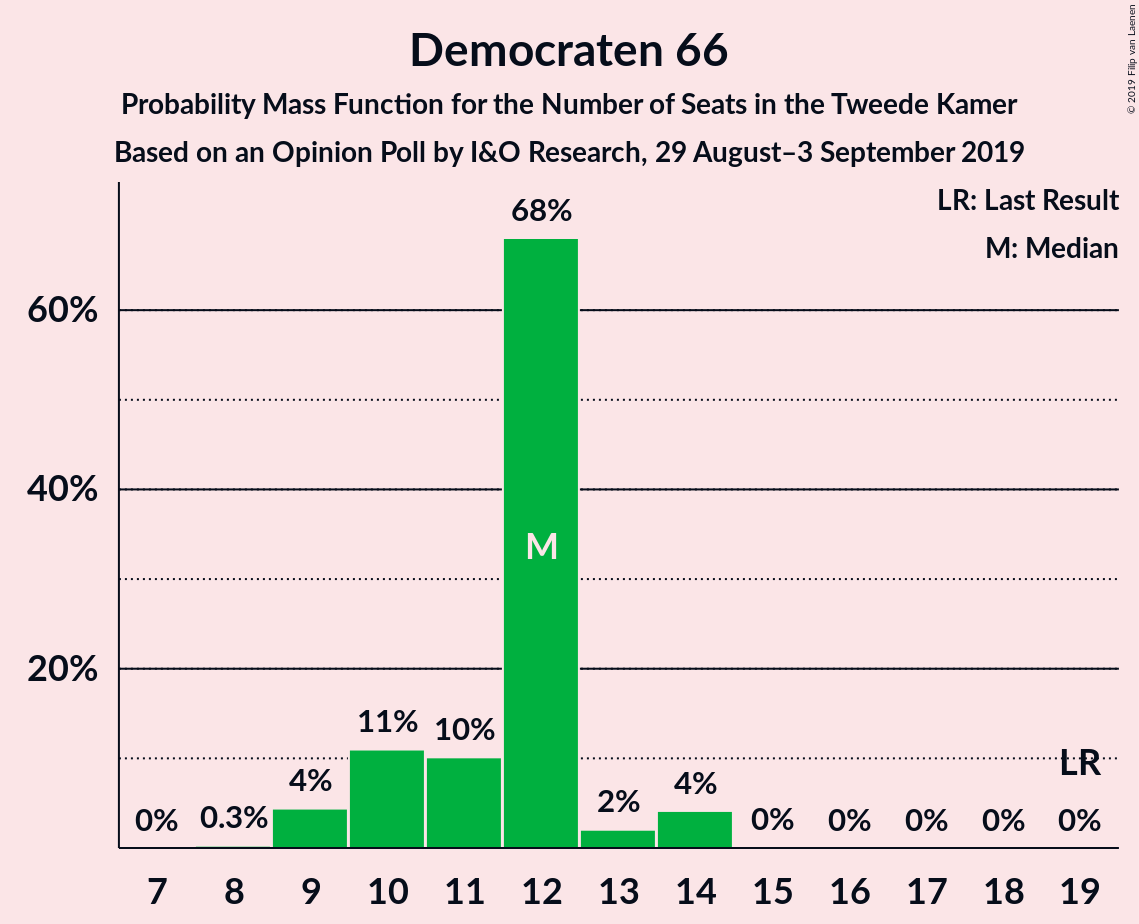 Democraten 66
Probability Mass Function for the Number of Seats in the Tweede Kamer
Based on an Opinion Poll by I&O Research, 29 August–3 September 2019
© 2019 Filip van Laenen
LR: Last Result
M: Median
68%
60%
40%
M
20%
11%
10%
4%
2%
4%
LR
0%
0.3%
0%
0%
0%
0%
0%
7 8 9 10 11 12 13 14 15 16 17 18 19